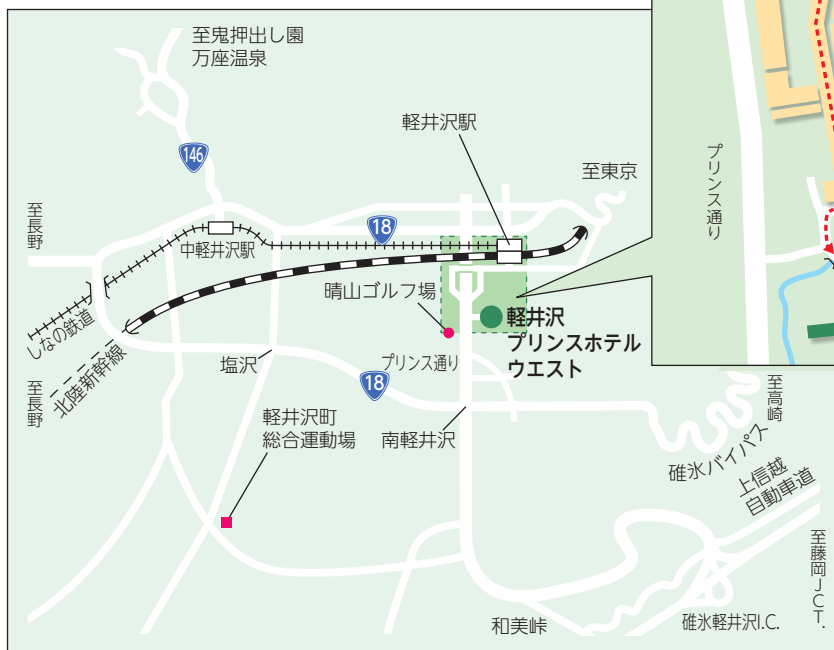 至鬼押出し園
万座温泉
146
軽井沢駅
至東京
プリンス通り
至長野
18
中軽井沢駅
しなの鉄道
北陸新幹線
至長野
晴山ゴルフ場
軽井沢
プリンスホテル
ウエスト
塩沢
プリンス通り
18
軽井沢町
総合運動場
南軽井沢
至高崎
碓氷バイパス
上信越
自動車道
至藤岡JCT.
和美峠
碓氷軽井沢I.C.